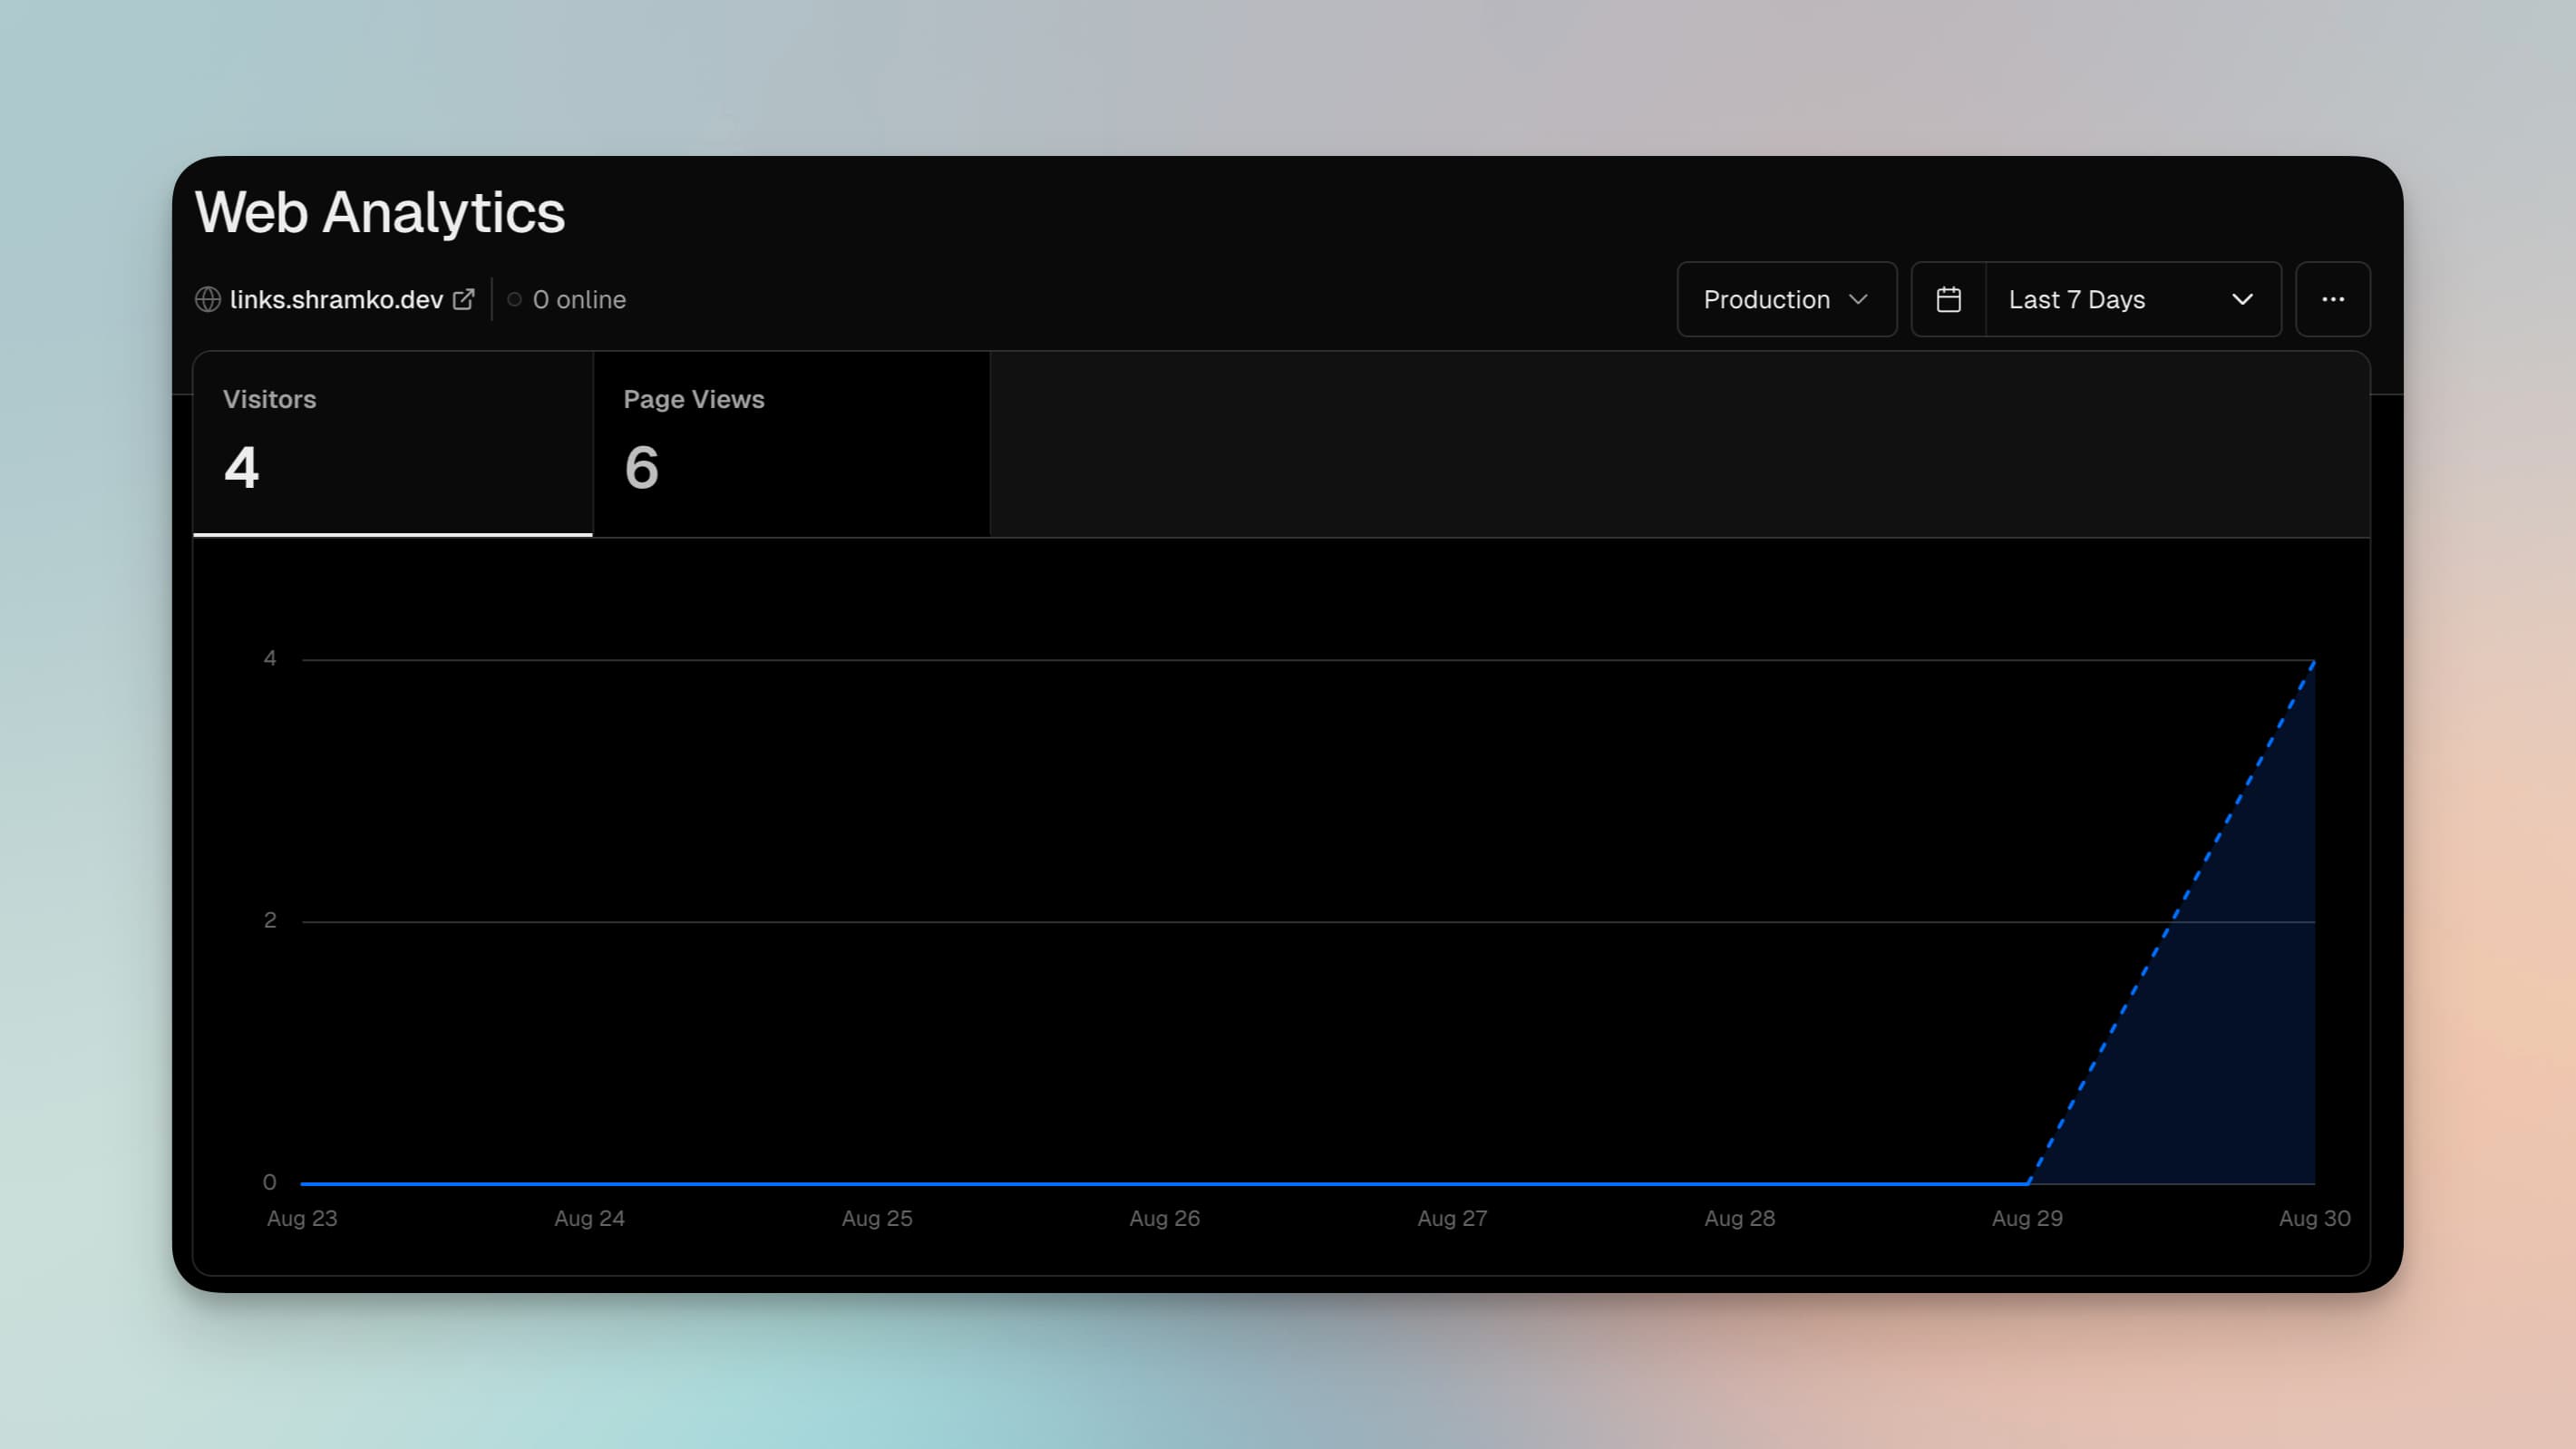 Web Analytics
links.shramko.dev 0 online Production Last 7 Days
Visitors Page Views
4 6
4
2
0
Aug 23 Aug 24 Aug 25 Aug 26 Aug 27 Aug 28 Aug 29 Aug 30